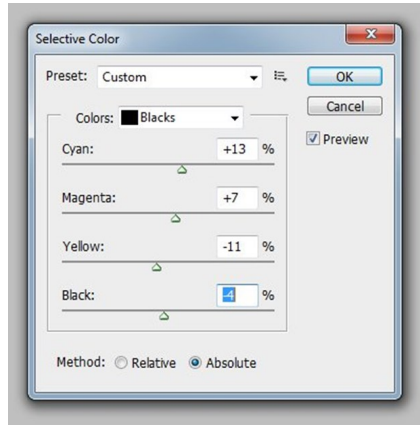 Selective Color
Preset: Custom
OK
Cancel
Preview
Colors: Blacks
Cyan: +13 %
Magenta: +7 %
Yellow: -11 %
Black: -4 %
Method: Relative Absolute